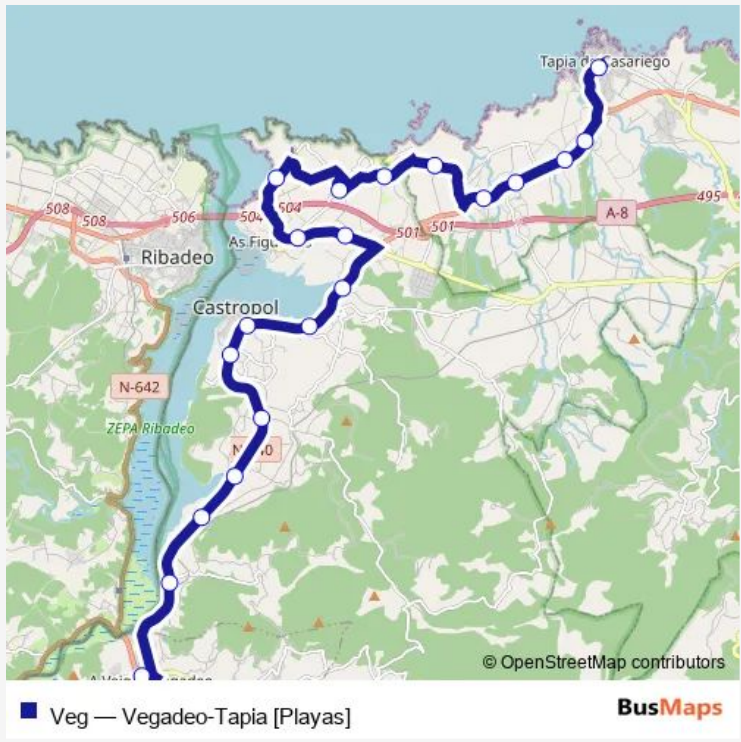 Tapia de Casariego
495
A-8
508
508
506
504
504
501
501
As Figu
Ribadeo
Castropol
N-642
ZEPA Ribadeo
© OpenStreetMap contributors
Veg — Vegadeo-Tapia [Playas]
BusMaps